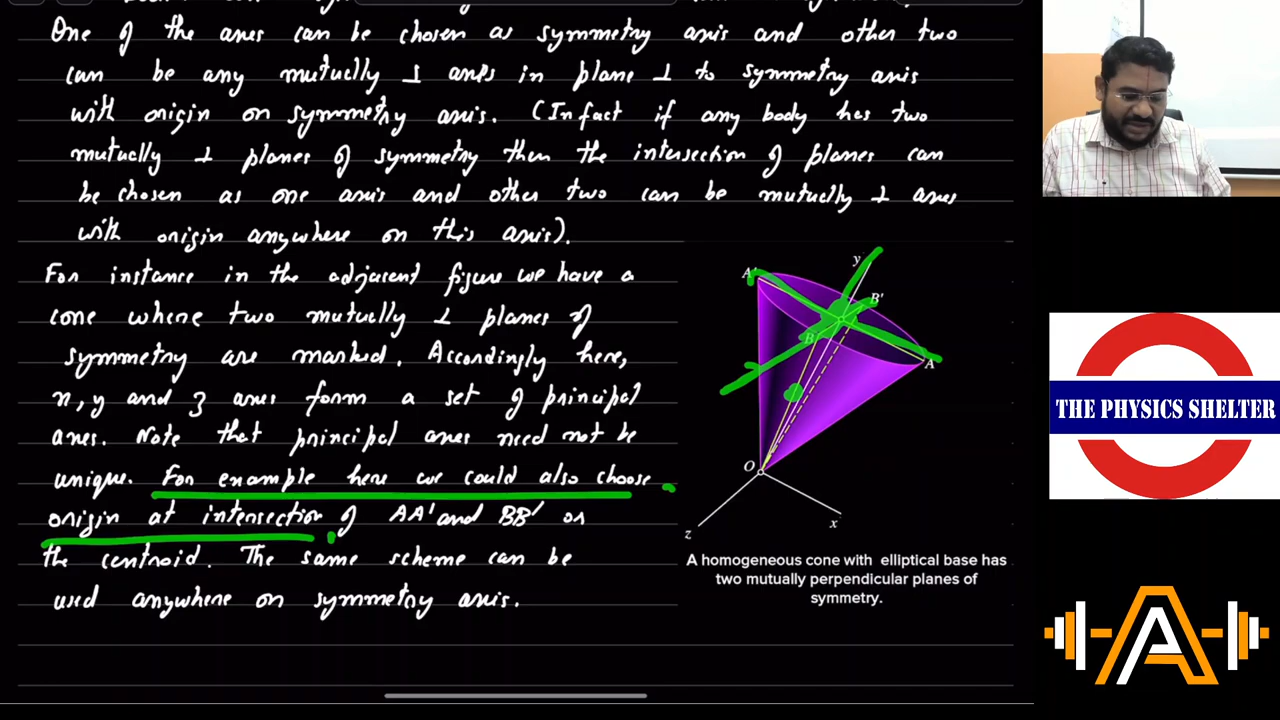 One of the axes can be chosen as symmetry axis and other two
can be any mutually ⊥ axes in plane ⊥ to symmetry axis
with origin on symmetry axis. (In fact if any body has two
mutually ⊥ planes of symmetry then the intersection of planes can
be chosen as one axis and other two can be mutually ⊥ axes
with origin anywhere on this axis).
For instance in the adjacent figure we have a
cone where two mutually ⊥ planes of
symmetry are marked. Accordingly here,
x, y and z axes form a set of principal
axes. Note that principal axes need not be
unique. For example here we could also choose
origin at intersection of AA' and BB' or
the centroid. The same scheme can be
used anywhere on symmetry axis.
y
A'
B'
B
A
O
x
z
A homogeneous cone with elliptical base has
two mutually perpendicular planes of
symmetry.
THE PHYSICS SHELTER
A